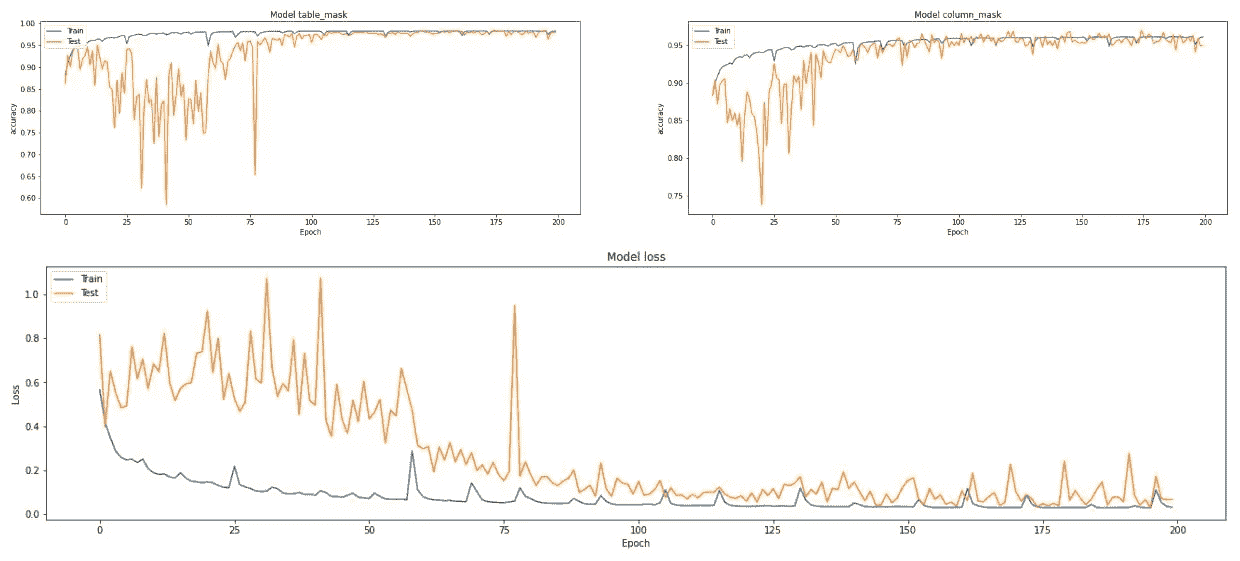 Model table_mask
Train
Test
1.00
0.95
0.90
0.85
0.80
0.75
0.70
0.65
0.60
accuracy
0 25 50 75 100 125 150 175 200
Epoch
Model column_mask
Train
Test
0.95
0.90
0.85
0.80
0.75
accuracy
0 25 50 75 100 125 150 175 200
Epoch
Model loss
Train
Test
1.0
0.8
0.6
0.4
0.2
0.0
Loss
0 25 50 75 100 125 150 175 200
Epoch